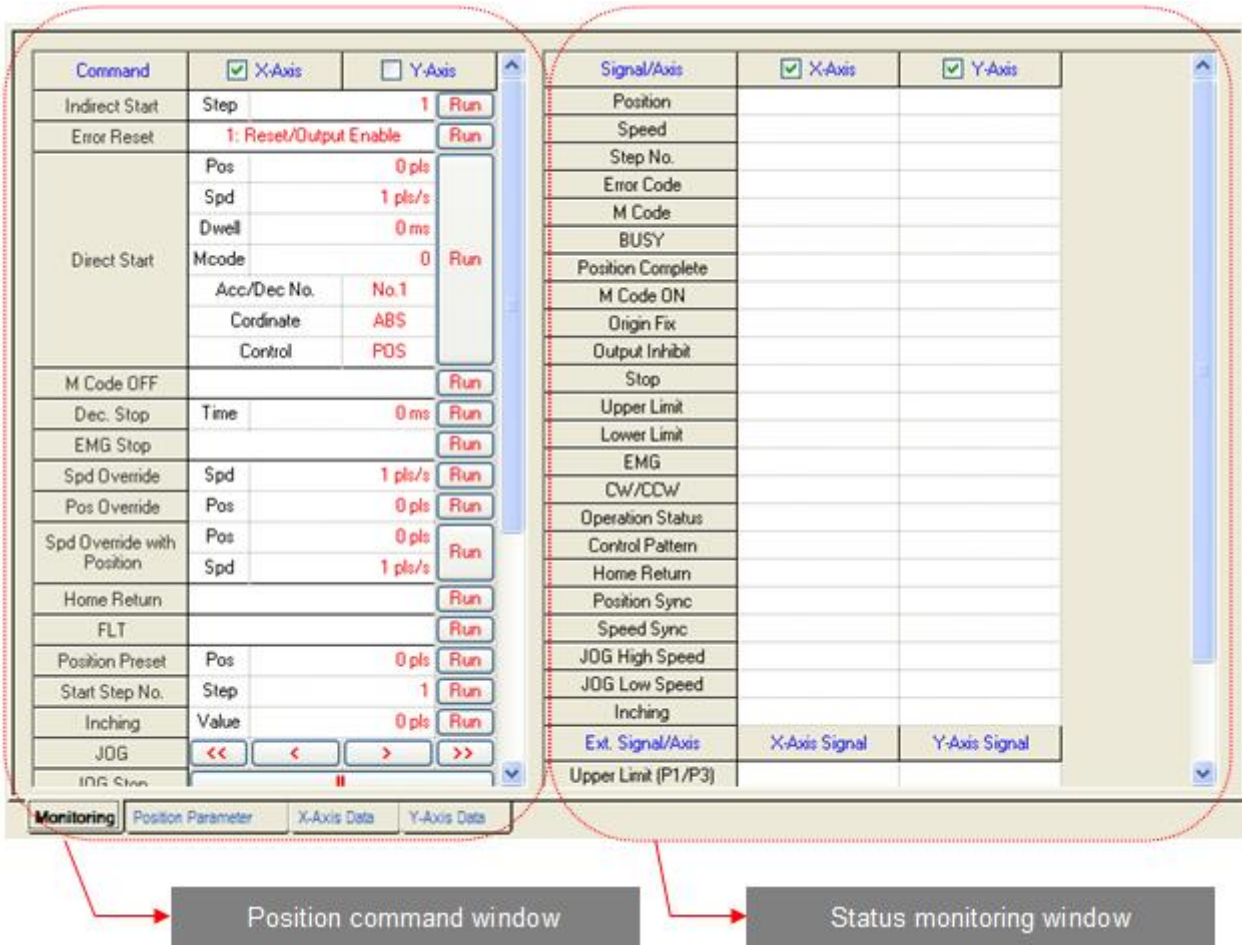 Command X-Axis Y-Axis
Indirect Start Step 1 Run
Error Reset 1: Reset/Output Enable Run
Direct Start
Pos 0 pls
Spd 1 pls/s
Dwell 0 ms
Mcode 0 Run
Acc/Dec No. No.1
Cordinate ABS
Control POS
M Code OFF Run
Dec. Stop Time 0 ms Run
EMG Stop Run
Spd Override Spd 1 pls/s Run
Pos Override Pos 0 pls Run
Spd Override with
Position
Pos 0 pls
Spd 1 pls/s
Run
Home Return Run
FLT Run
Position Preset Pos 0 pls Run
Start Step No. Step 1 Run
Inching Value 0 pls Run
JOG << < > >>
JOG Stop II
Signal/Axis X-Axis Y-Axis
Position
Speed
Step No.
Error Code
M Code
BUSY
Position Complete
M Code ON
Origin Fix
Output Inhibit
Stop
Upper Limit
Lower Limit
EMG
CW/CCW
Operation Status
Control Pattern
Home Return
Position Sync
Speed Sync
JOG High Speed
JOG Low Speed
Inching
Ext. Signal/Axis X-Axis Signal Y-Axis Signal
Upper Limit (P1/P3)
Monitoring Position Parameter X-Axis Data Y-Axis Data
Position command window
Status monitoring window